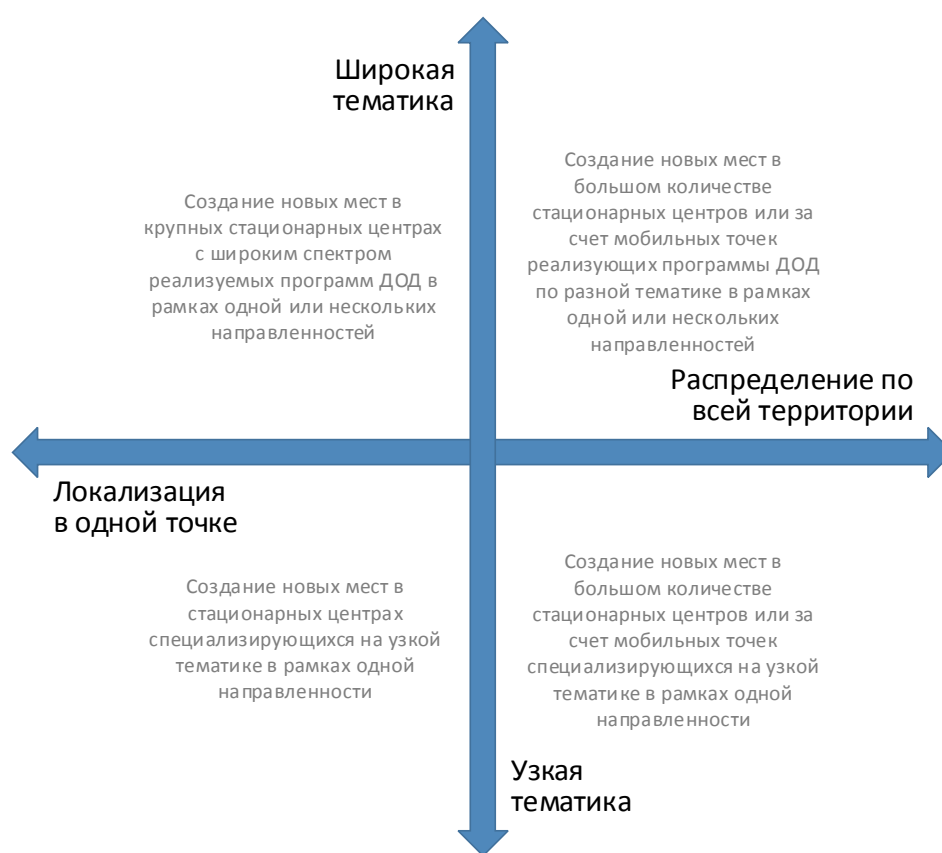 Широкая
тематика
Создание новых мест в
крупных стационарных центрах
с широким спектром
реализуемых программ ДОД в
рамках одной или нескольких
направленностей
Создание новых мест в
большом количестве
стационарных центров или за
счет мобильных точек
реализующих программы ДОД
по разной тематике в рамках
одной или нескольких
направленностей
Распределение по
всей территории
Локализация
в одной точке
Создание новых мест в
стационарных центрах
специализирующихся на узкой
тематике в рамках одной
направленности
Создание новых мест в
большом количестве
стационарных центров или за
счет мобильных точек
специализирующихся на узкой
тематике в рамках одной
направленности
Узкая
тематика